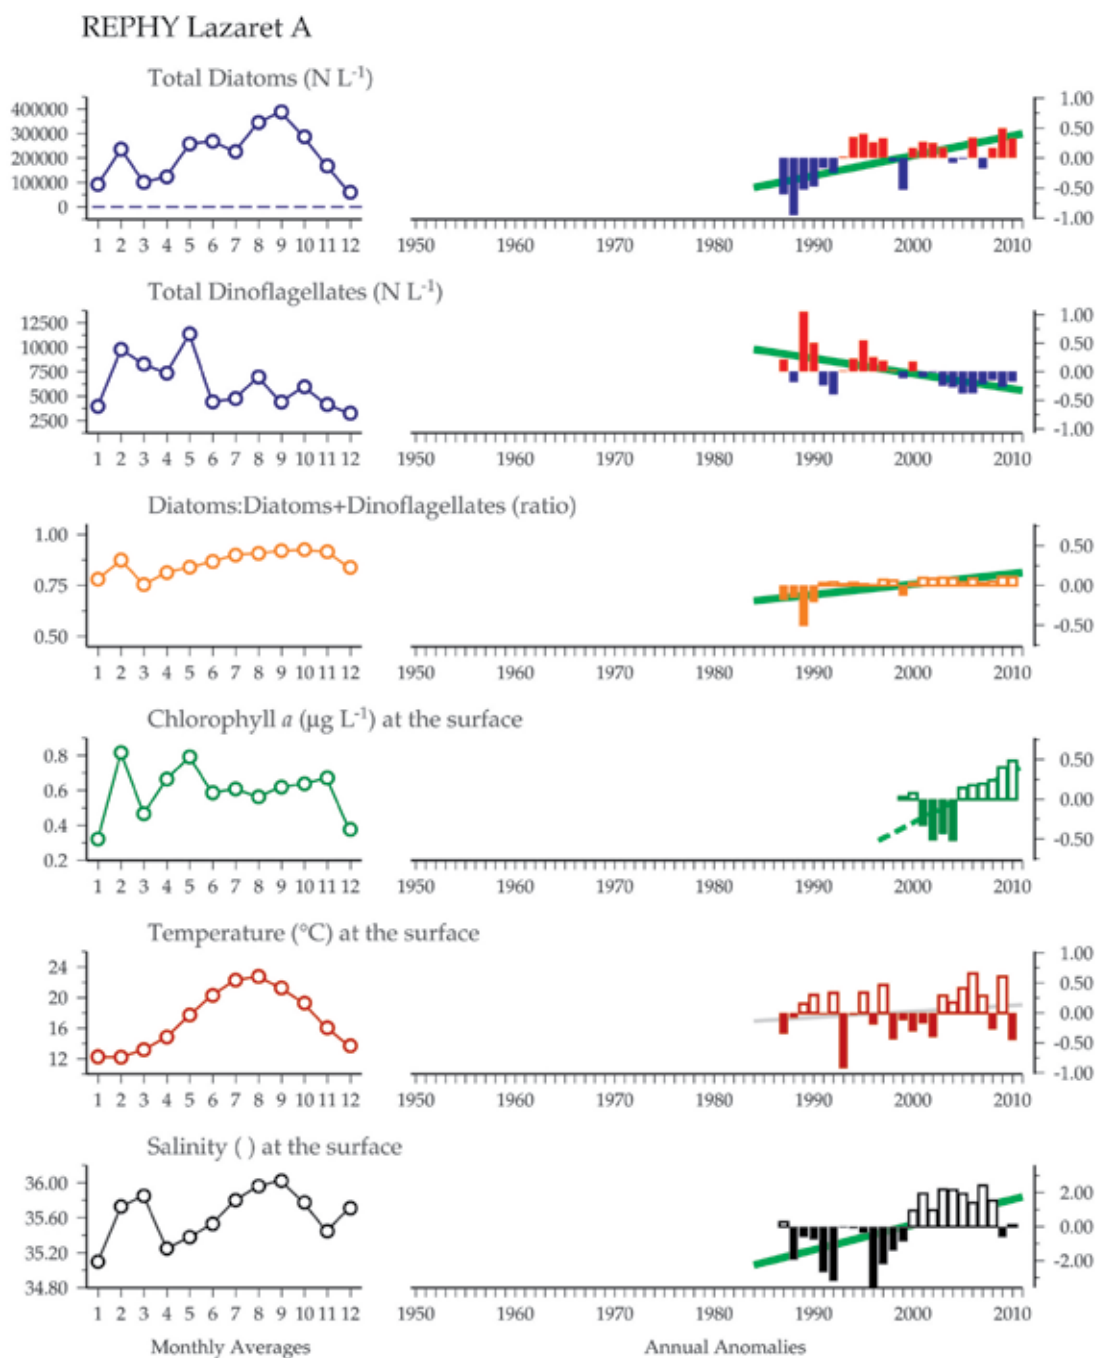 REPHY Lazaret A
Total Diatoms (N L⁻¹)
400000
300000
200000
100000
0
1 2 3 4 5 6 7 8 9 10 11 12
1.00
0.50
0.00
-0.50
-1.00
1950 1960 1970 1980 1990 2000 2010
Total Dinoflagellates (N L⁻¹)
12500
10000
7500
5000
2500
1 2 3 4 5 6 7 8 9 10 11 12
1.00
0.50
0.00
-0.50
-1.00
1950 1960 1970 1980 1990 2000 2010
Diatoms:Diatoms+Dinoflagellates (ratio)
1.00
0.75
0.50
1 2 3 4 5 6 7 8 9 10 11 12
0.50
0.00
-0.50
1950 1960 1970 1980 1990 2000 2010
Chlorophyll a (µg L⁻¹) at the surface
0.8
0.6
0.4
0.2
1 2 3 4 5 6 7 8 9 10 11 12
0.50
0.00
-0.50
1950 1960 1970 1980 1990 2000 2010
Temperature (°C) at the surface
24
20
16
12
1 2 3 4 5 6 7 8 9 10 11 12
1.00
0.50
0.00
-0.50
-1.00
1950 1960 1970 1980 1990 2000 2010
Salinity ( ) at the surface
36.00
35.60
35.20
34.80
1 2 3 4 5 6 7 8 9 10 11 12
2.00
0.00
-2.00
1950 1960 1970 1980 1990 2000 2010
Monthly Averages
Annual Anomalies